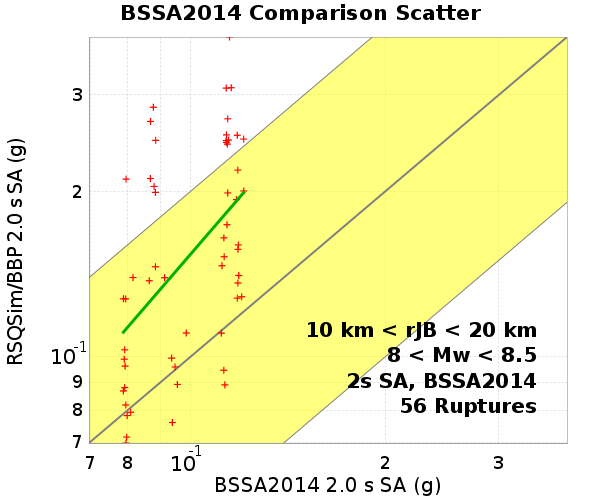 BSSA2014 Comparison Scatter
RSQSim/BBP 2.0 s SA (g)
3
2
10-1
9
8
7
10 km < rJB < 20 km
8 < Mw < 8.5
2s SA, BSSA2014
56 Ruptures
7 8 10-1 2 3
BSSA2014 2.0 s SA (g)